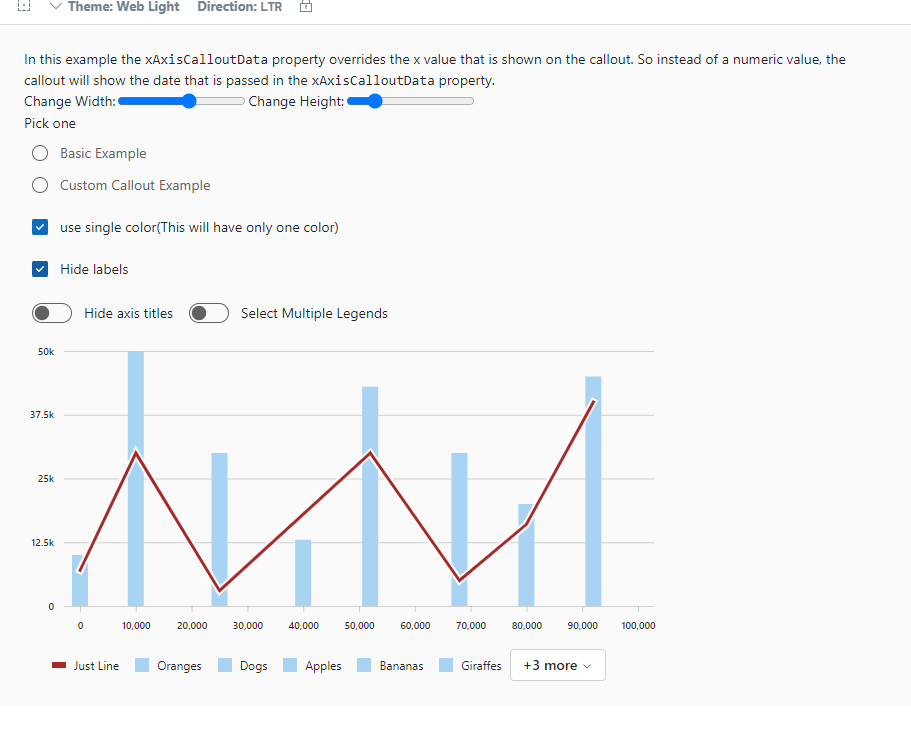 Theme: Web Light Direction: LTR
In this example the xAxisCalloutData property overrides the x value that is shown on the callout. So instead of a numeric value, the
callout will show the date that is passed in the xAxisCalloutData property.
Change Width: Change Height:
Pick one
Basic Example
Custom Callout Example
use single color(This will have only one color)
Hide labels
Hide axis titles Select Multiple Legends
50k
37.5k
25k
12.5k
0
0 10,000 20,000 30,000 40,000 50,000 60,000 70,000 80,000 90,000 100,000
Just Line Oranges Dogs Apples Bananas Giraffes +3 more